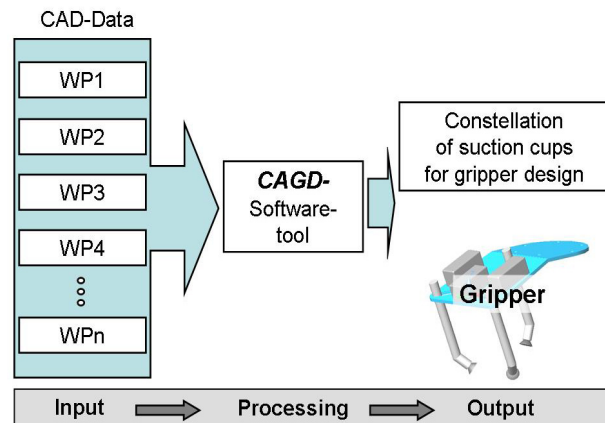 CAD-Data
WP1
WP2
WP3
WP4
WPn
CAGD-
Software-
tool
Constellation
of suction cups
for gripper design
Gripper
Input
Processing
Output